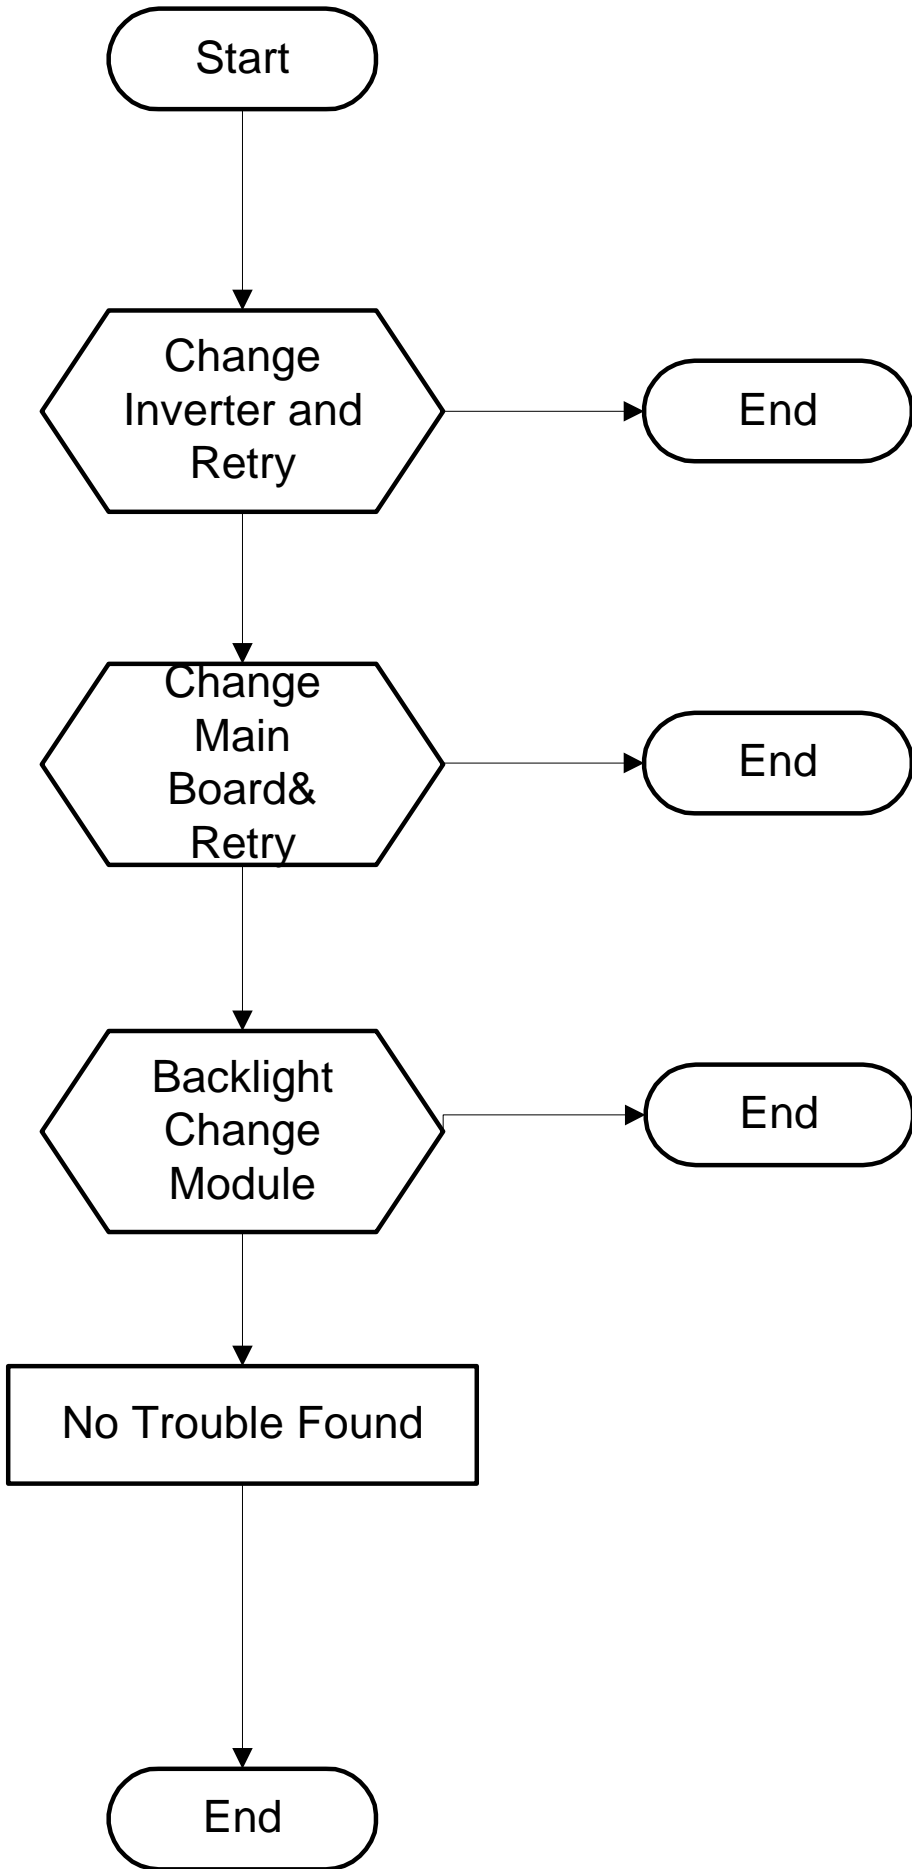 Start
Change
Inverter and
Retry
End
Change
Main
Board&
Retry
End
Backlight
Change
Module
End
No Trouble Found
End